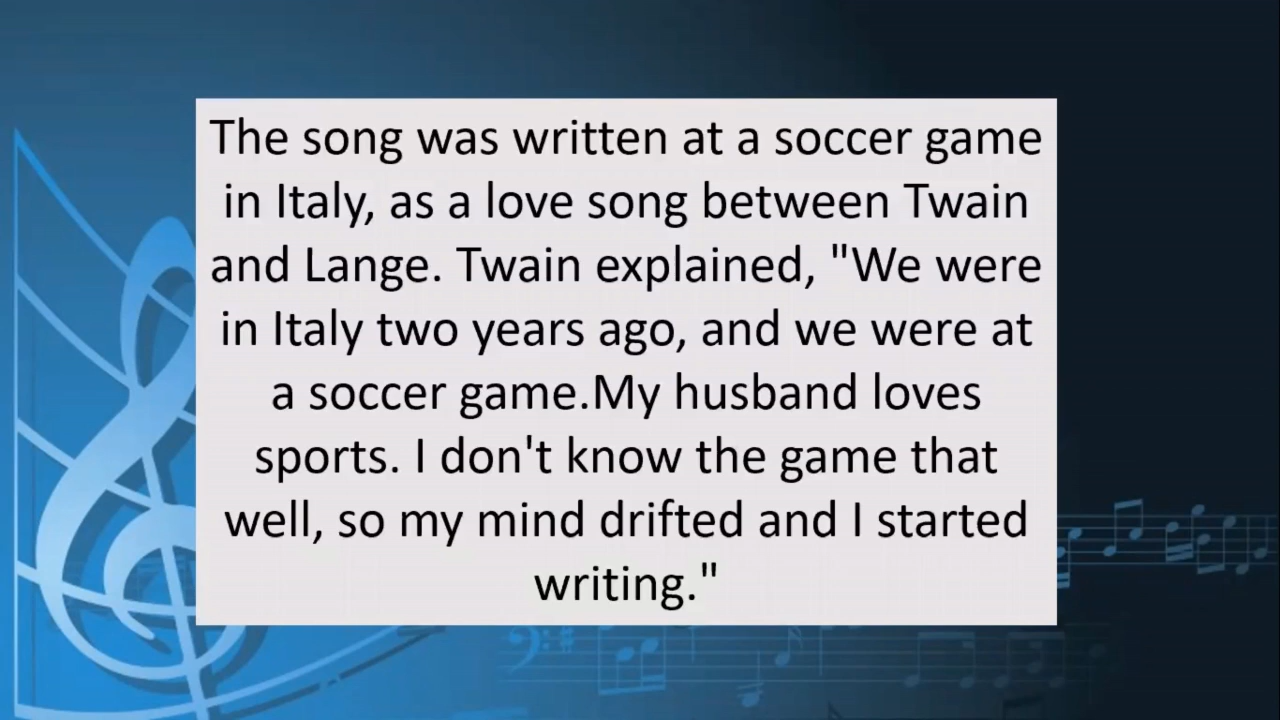 The song was written at a soccer game
in Italy, as a love song between Twain
and Lange. Twain explained, "We were
in Italy two years ago, and we were at
a soccer game.My husband loves
sports. I don't know the game that
well, so my mind drifted and I started
writing."